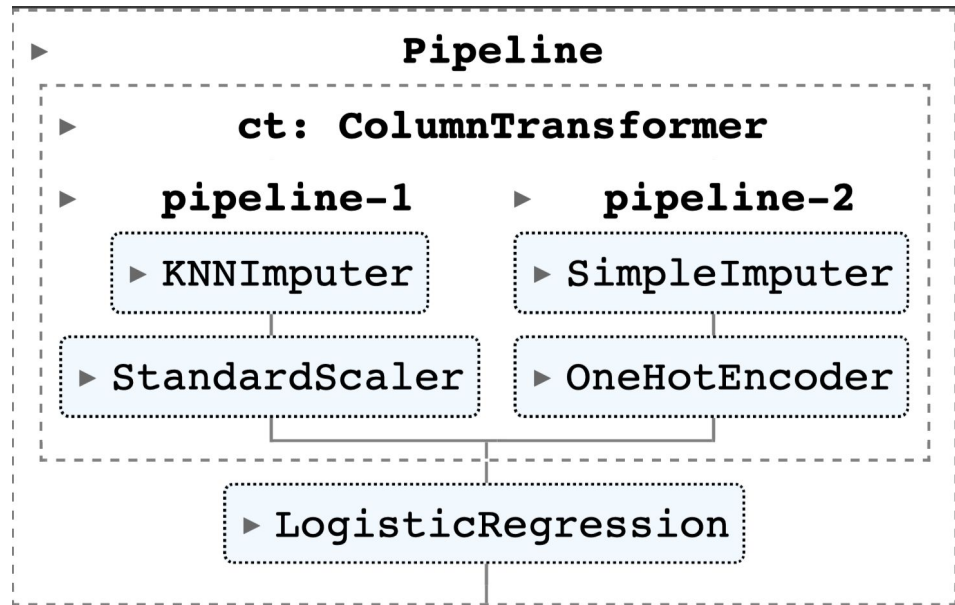 Pipeline
ct: ColumnTransformer
pipeline-1 pipeline-2
KNNImputer SimpleImputer
StandardScaler OneHotEncoder
LogisticRegression